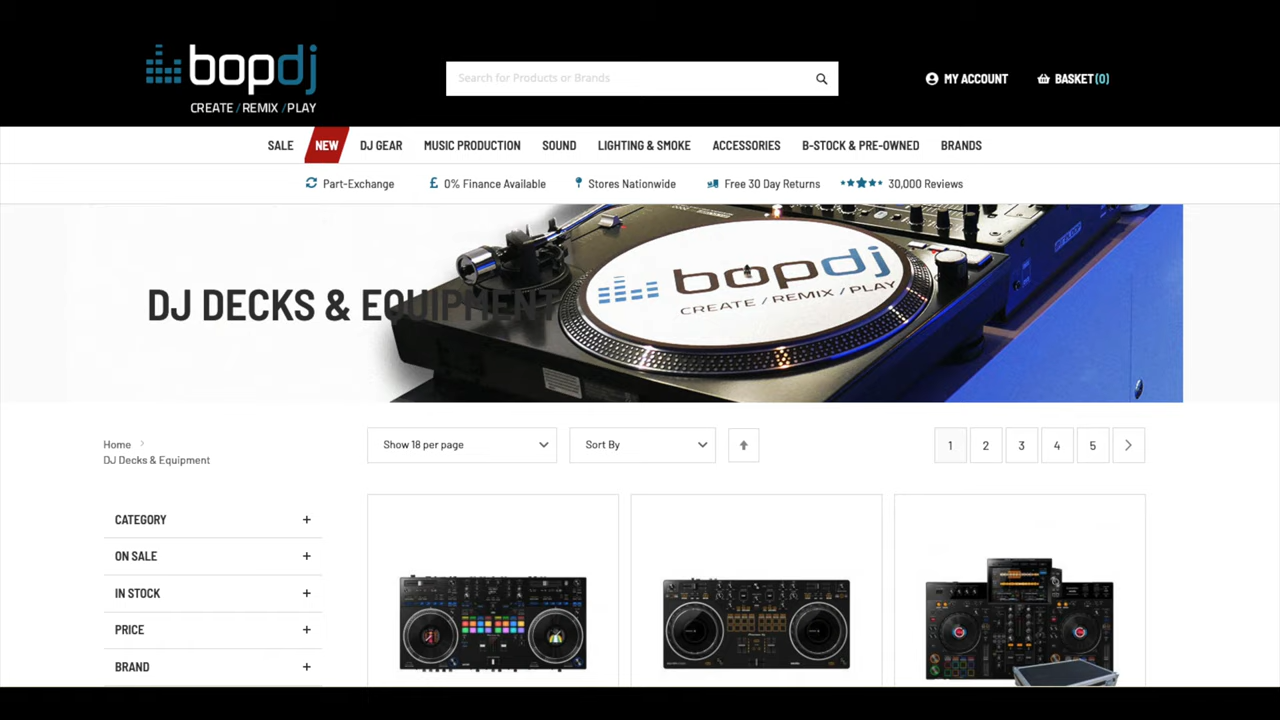 bopdj
CREATE / REMIX / PLAY
Search for Products or Brands
MY ACCOUNT
BASKET(0)
SALE
NEW
DJ GEAR
MUSIC PRODUCTION
SOUND
LIGHTING & SMOKE
ACCESSORIES
B-STOCK & PRE-OWNED
BRANDS
Part-Exchange
0% Finance Available
Stores Nationwide
Free 30 Day Returns
30,000 Reviews
DJ DECKS & EQUIPMENT
bopdj
CREATE / REMIX / PLAY
Home
DJ Decks & Equipment
Show 18 per page
Sort By
1
2
3
4
5
CATEGORY
ON SALE
IN STOCK
PRICE
BRAND